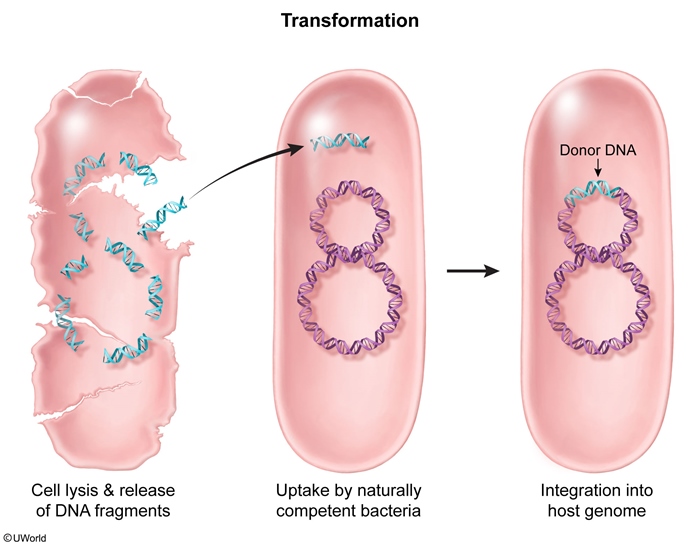 Transformation
Donor DNA
Cell lysis & release
of DNA fragments
Uptake by naturally
competent bacteria
Integration into
host genome
©UWorld